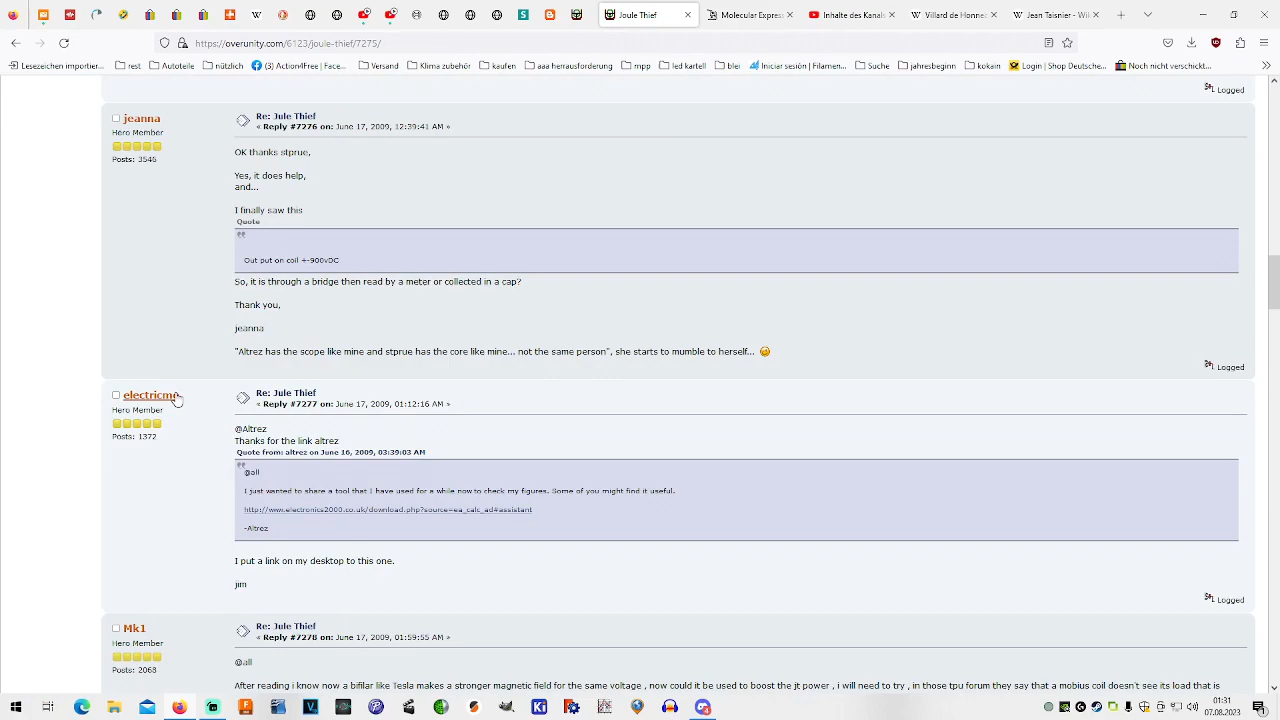 Joule Thief
Molecular Express
Inhalte des Kanals
Jean
https://overunity.com/6123/joule-thief/7275/
Lesezeichen importier...
rest
Autoteile
nützlich
(3) Action4Free | Face...
Versand
Klima zubehör
kaufen
aaa herrausforderung
mpp
led kartell
blei
Iniciar sesión | Filamen...
Suche
jahresbeginn
kokain
Login | Shop Deutsche...
Noch nicht verschickt...
Logged
jeanna
Hero Member
Posts: 3546
Re: Jule Thief
« Reply #7276 on: June 17, 2009, 12:39:41 AM »
OK thanks stprue,
Yes, it does help,
and...
I finally saw this
Quote
Out put on coil +-900vDC
So, it is through a bridge then read by a meter or collected in a cap?
Thank you,
jeanna
"Altrez has the scope like mine and stprue has the core like mine... not the same person", she starts to mumble to herself...
Logged
electricme
Hero Member
Posts: 1372
Re: Jule Thief
« Reply #7277 on: June 17, 2009, 01:12:16 AM »
@Altrez
Thanks for the link altrez
Quote from: altrez on June 16, 2009, 03:39:03 AM
@all
I just wanted to share a tool that I have used for a while now to check my figures. Some of you might find it useful.
http://www.electronics2000.co.uk/download.php?source=ea_calc_ad#assistant
-Altrez
I put a link on my desktop to this one.
jim
Logged
Mk1
Hero Member
Posts: 2068
Re: Jule Thief
« Reply #7278 on: June 17, 2009, 01:59:55 AM »
@all
After reading i know now a bifilar like Tesla makes a stronger magnetic field for the same voltage , now could it be used to boost the jt power , i will need to try , in those tpu forum they say that a mobius coil doesn't see its load that is
01:31
07.08.2023